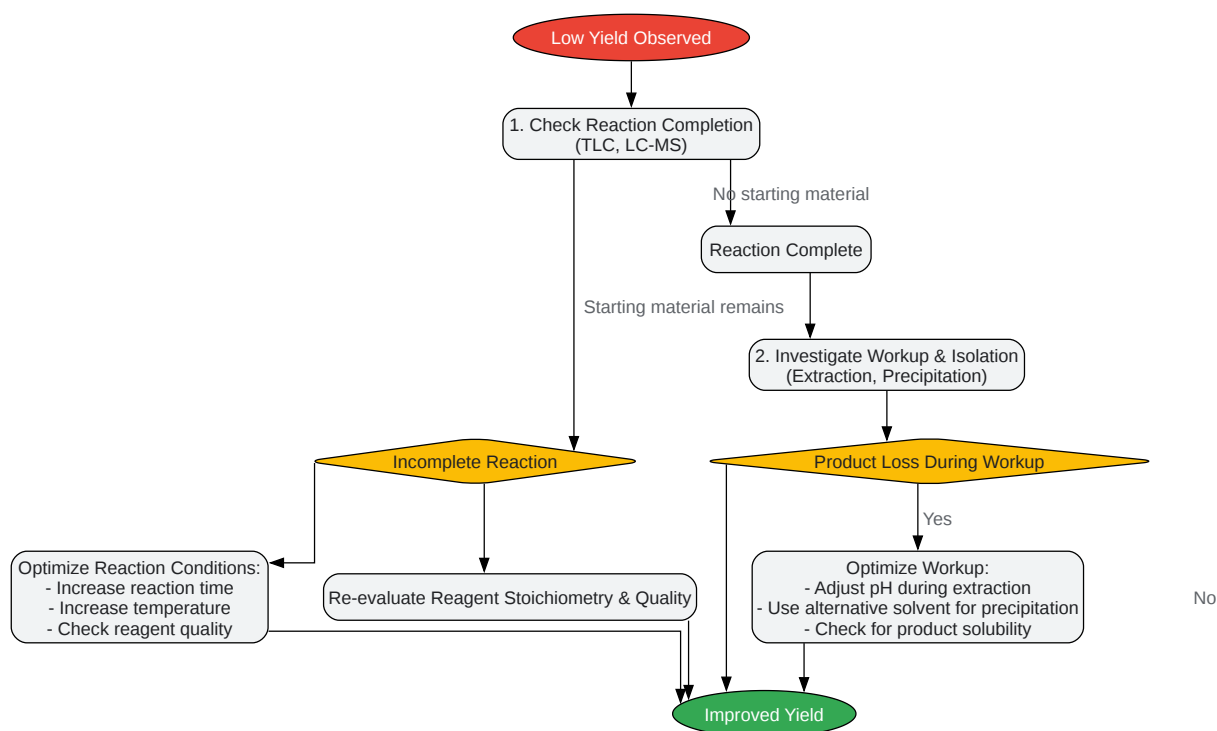 Low Yield Observed
1. Check Reaction Completion
(TLC, LC-MS)
No starting material
Reaction Complete
Starting material remains
2. Investigate Workup & Isolation
(Extraction, Precipitation)
Incomplete Reaction
Product Loss During Workup
Yes
Optimize Reaction Conditions:
- Increase reaction time
- Increase temperature
- Check reagent quality
Re-evaluate Reagent Stoichiometry & Quality
Optimize Workup:
- Adjust pH during extraction
- Use alternative solvent for precipitation
- Check for product solubility
No
Improved Yield